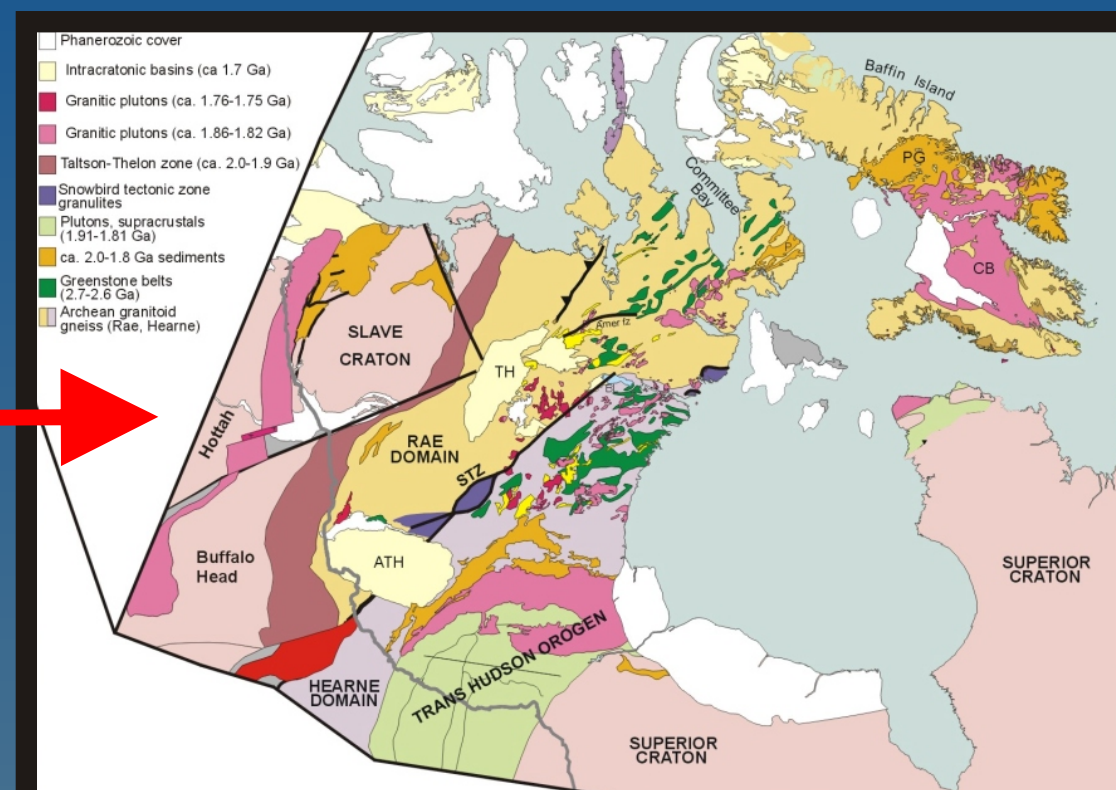 Phanerozoic cover
Intracratonic basins (ca 1.7 Ga)
Granitic plutons (ca. 1.76-1.75 Ga)
Granitic plutons (ca. 1.86-1.82 Ga)
Taltson-Thelon zone (ca. 2.0-1.9 Ga)
Snowbird tectonic zone
granulites
Plutons, supracrustals
(1.91-1.81 Ga)
ca. 2.0-1.8 Ga sediments
Greenstone belts
(2.7-2.6 Ga)
Archean granitoid
gneiss (Rae, Hearne)
Baffin Island
PG
Committee
Bay
P
CB
SLAVE
CRATON
Amer fz
TH
BL
Hottah
RAE
DOMAIN
STZ
Buffalo
Head
ATH
SUPERIOR
CRATON
TRANS HUDSON OROGEN
HEARNE
DOMAIN
SUPERIOR
CRATON